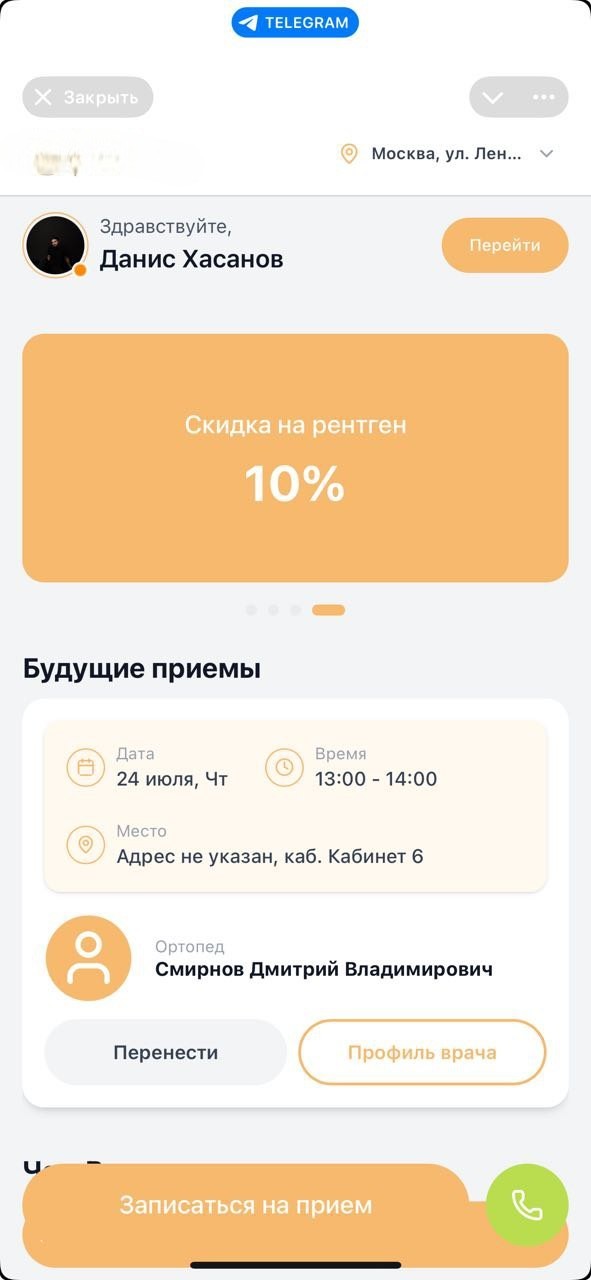 TELEGRAM
Закрыть
Москва, ул. Лен...
Здравствуйте,
Данис Хасанов
Перейти
Скидка на рентген
10%
Будущие приемы
Дата
24 июля, Чт
Время
13:00 - 14:00
Место
Адрес не указан, каб. Кабинет 6
Ортопед
Смирнов Дмитрий Владимирович
Перенести
Профиль врача
Записаться на прием